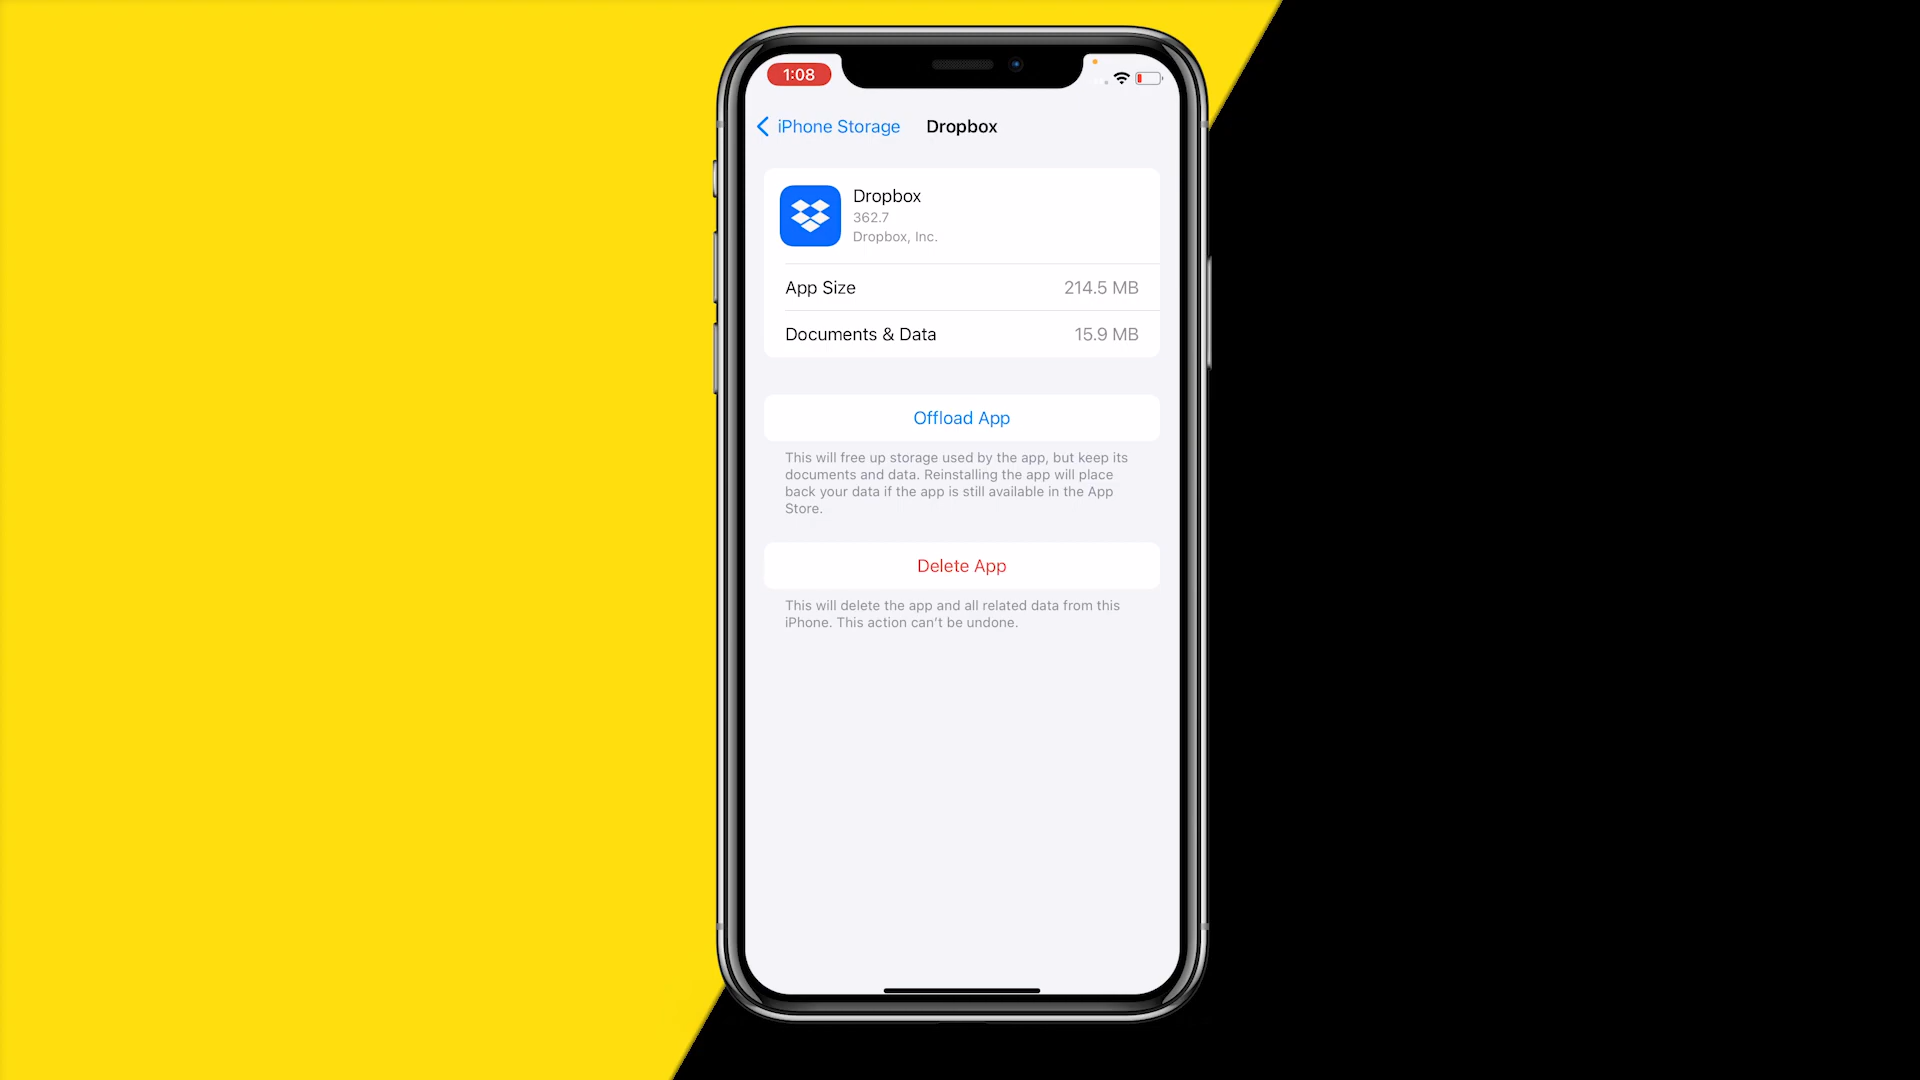 1:08
iPhone Storage Dropbox
Dropbox
362.7
Dropbox, Inc.
App Size 214.5 MB
Documents & Data 15.9 MB
Offload App
This will free up storage used by the app, but keep its
documents and data. Reinstalling the app will place
back your data if the app is still available in the App
Store.
Delete App
This will delete the app and all related data from this
iPhone. This action can’t be undone.